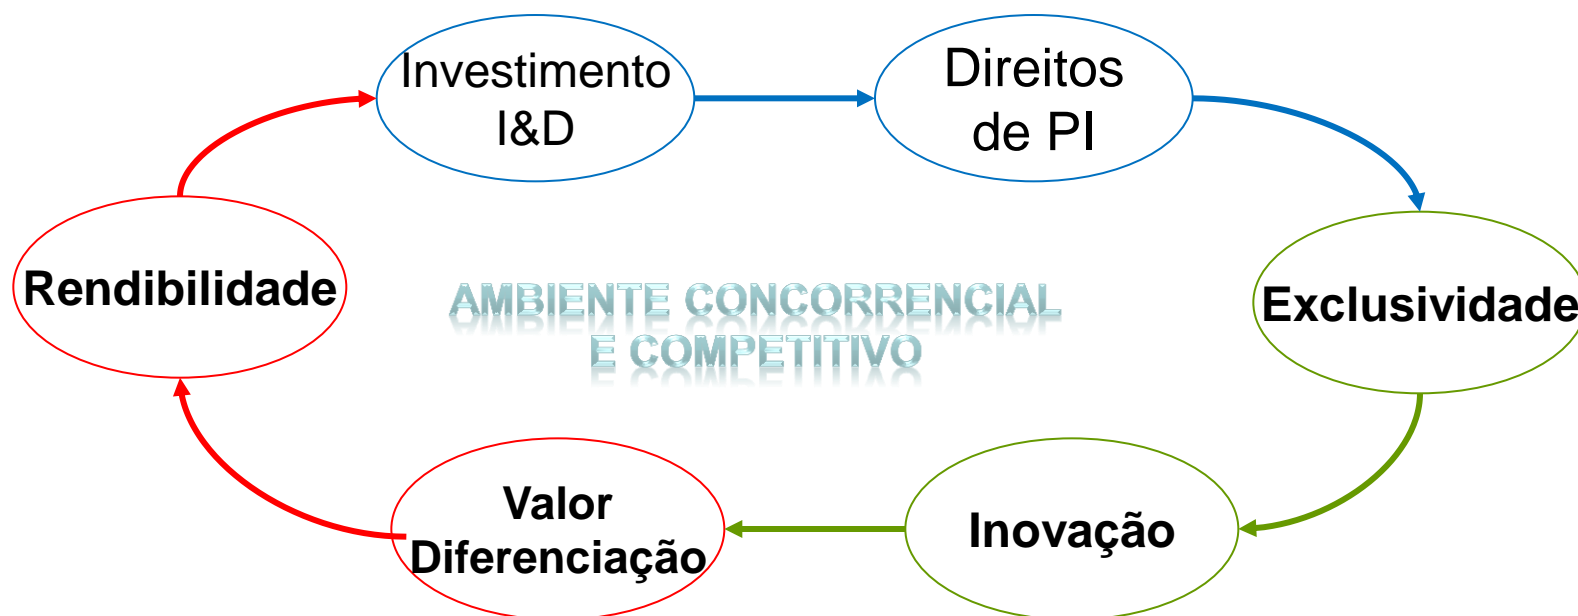 Investimento
I&D
Direitos
de PI
Rendibilidade
AMBIENTE CONCORRENCIAL
E COMPETITIVO
Exclusividade
Valor
Diferenciação
Inovação